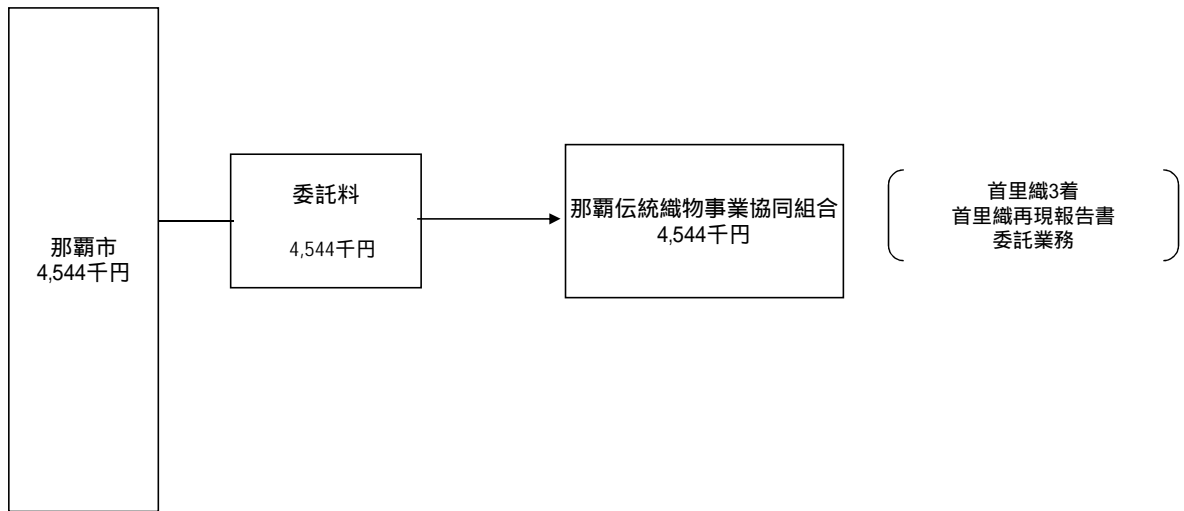 那覇市
4,544千円
委託料
4,544千円
那覇伝統織物事業協同組合
4,544千円
首里織3着
首里織再現報告書
委託業務